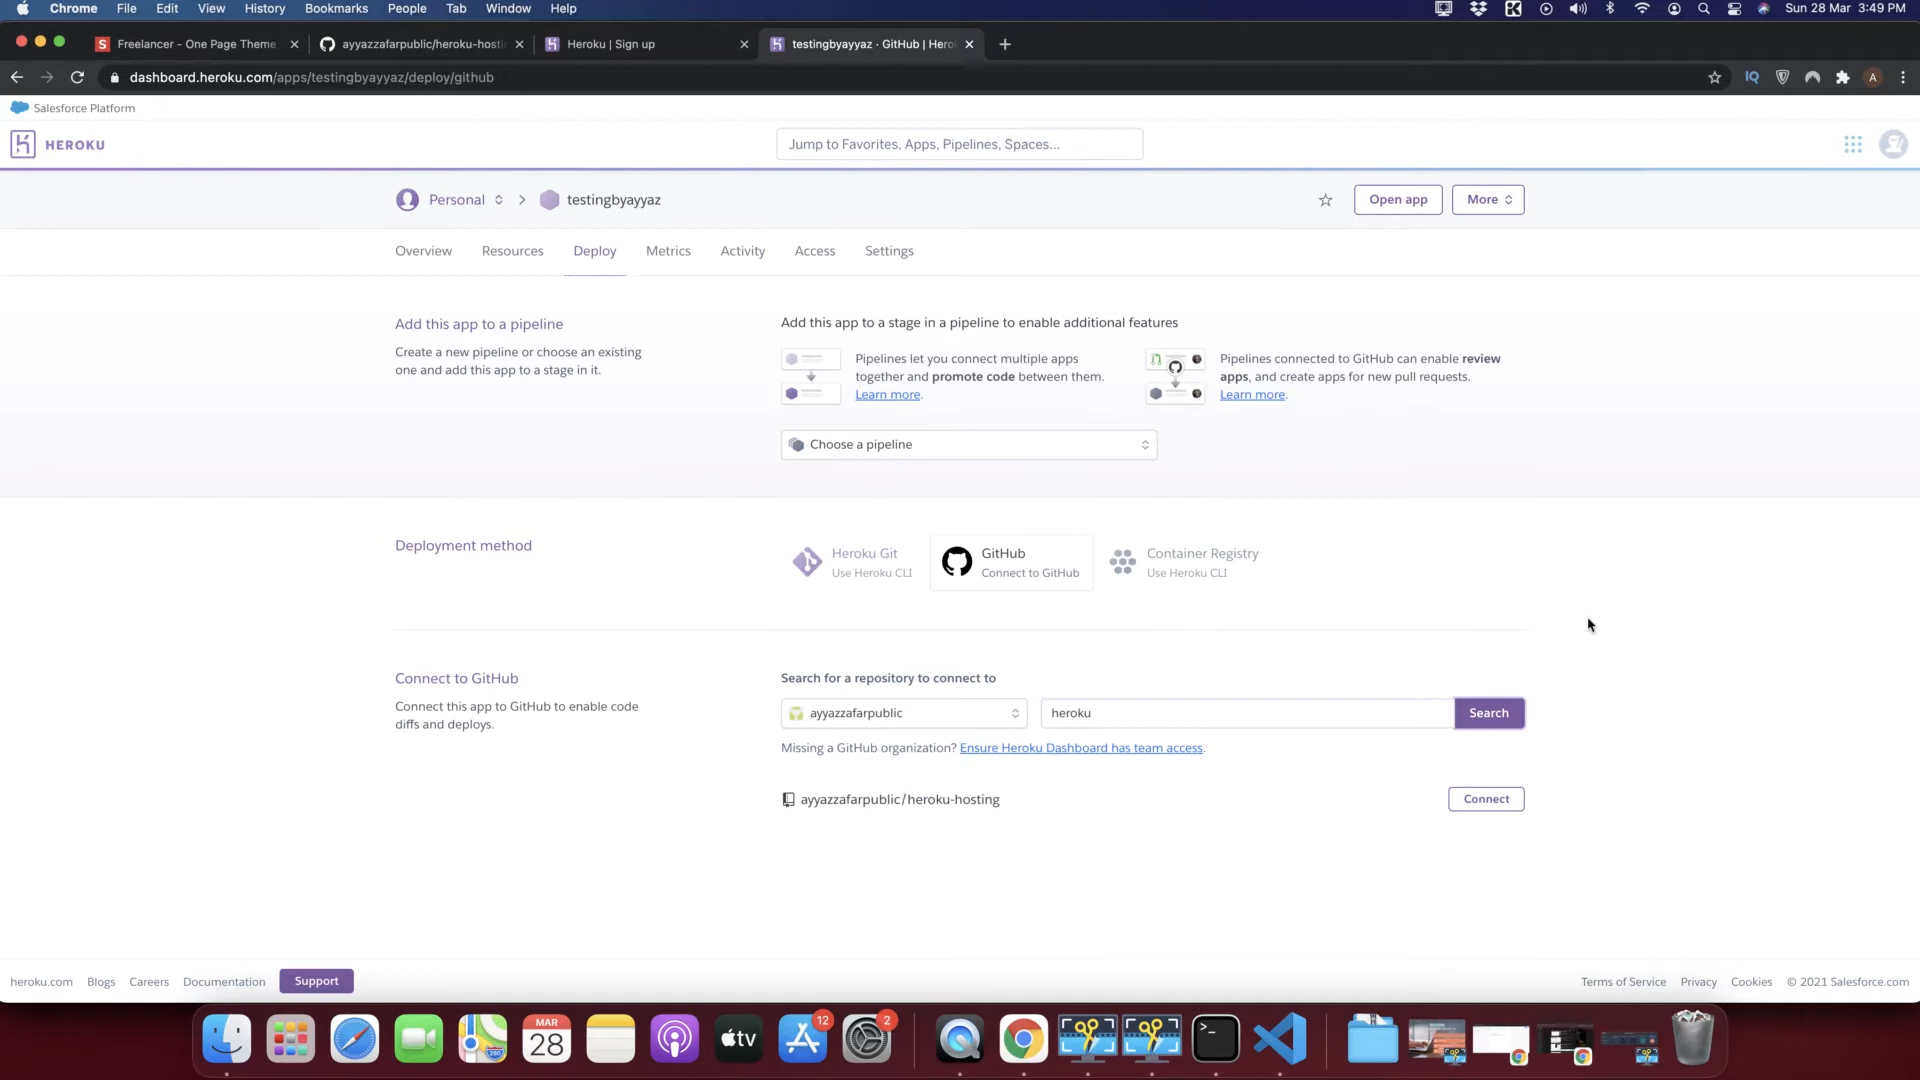 Chrome File Edit View History Bookmarks People Tab Window Help
Sun 28 Mar 3:49 PM
Freelancer - One Page Theme
ayyazzafarpublic/heroku-hosti
Heroku | Sign up
testingbyayyaz · GitHub | Hero
dashboard.heroku.com/apps/testingbyayyaz/deploy/github
IQ
A
Salesforce Platform
HEROKU
Jump to Favorites, Apps, Pipelines, Spaces...
Personal
testingbyayyaz
Open app
More
Overview Resources Deploy Metrics Activity Access Settings
Add this app to a pipeline
Create a new pipeline or choose an existing
one and add this app to a stage in it.
Add this app to a stage in a pipeline to enable additional features
Pipelines let you connect multiple apps
together and promote code between them.
Learn more.
Pipelines connected to GitHub can enable review
apps, and create apps for new pull requests.
Learn more.
Choose a pipeline
Deployment method
Heroku Git
Use Heroku CLI
GitHub
Connect to GitHub
Container Registry
Use Heroku CLI
Connect to GitHub
Connect this app to GitHub to enable code
diffs and deploys.
Search for a repository to connect to
ayyazzafarpublic
heroku
Search
Missing a GitHub organization? Ensure Heroku Dashboard has team access.
ayyazzafarpublic/heroku-hosting
Connect
heroku.com Blogs Careers Documentation Support
Terms of Service Privacy Cookies © 2021 Salesforce.com
MAR
28
tv
12
2
280